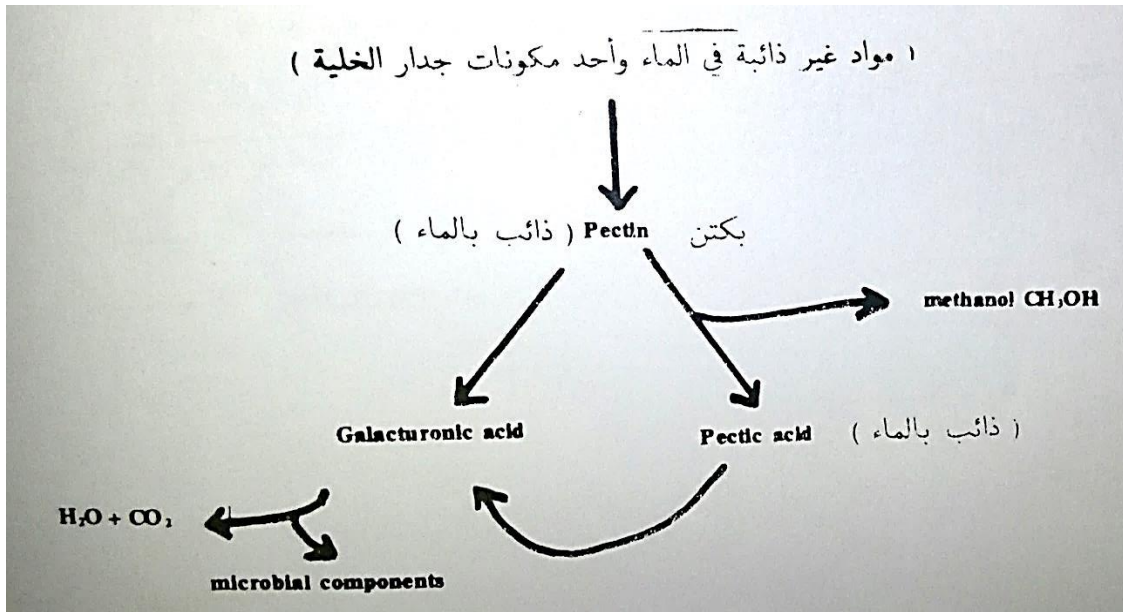 ( مواد غير ذائبة في الماء وأحد مكونات جدار الخلية )
بكتن Pectin ( ذائب بالماء )
methanol CH₃OH
Galacturonic acid
Pectic acid ( ذائب بالماء )
H₂O + CO₂
microbial components